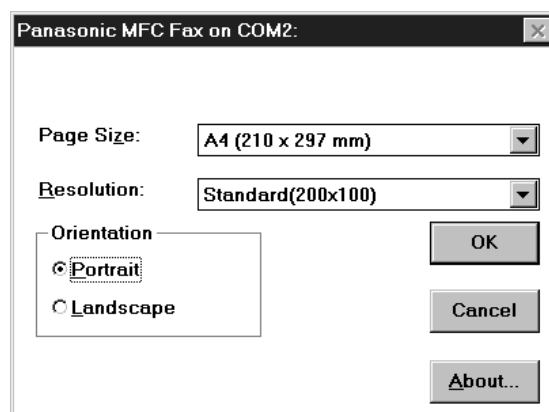 Panasonic MFC Fax on COM2:
Page Size:
A4 (210 x 297 mm)
Resolution:
Standard(200x100)
Orientation
Portrait
Landscape
OK
Cancel
About...